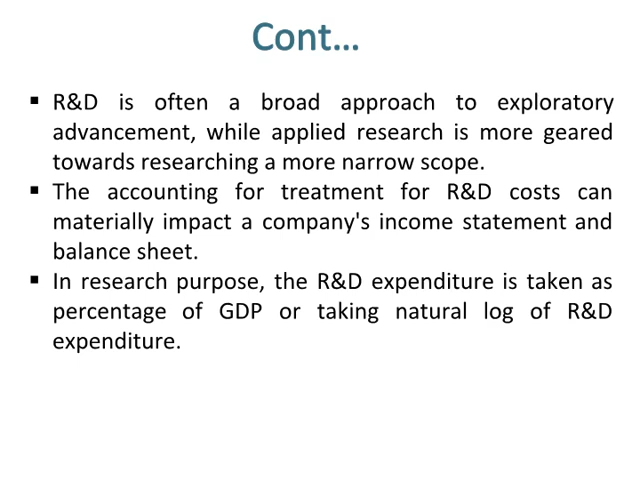 Cont...
▪ R&D is often a broad approach to exploratory
advancement, while applied research is more geared
towards researching a more narrow scope.
▪ The accounting for treatment for R&D costs can
materially impact a company's income statement and
balance sheet.
▪ In research purpose, the R&D expenditure is taken as
percentage of GDP or taking natural log of R&D
expenditure.